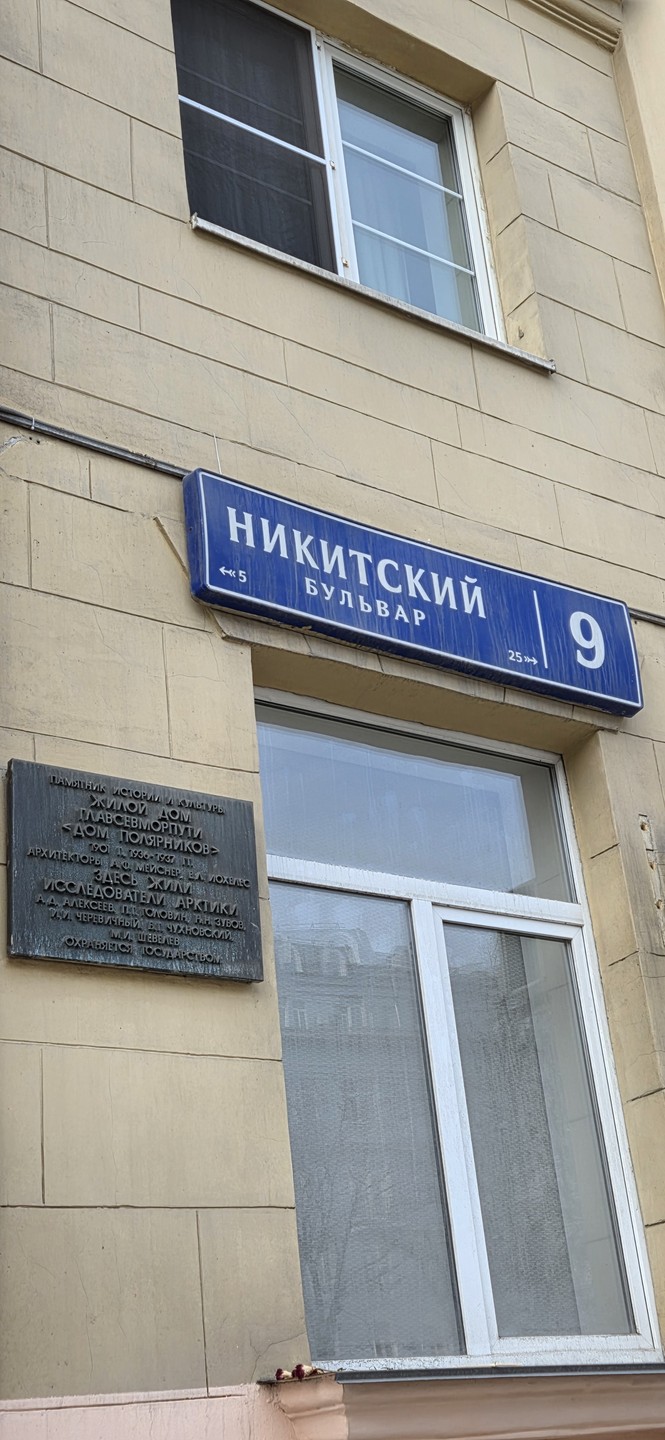 НИКИТСКИЙ
БУЛЬВАР
5
25
9
ПАМЯТНИК ИСТОРИИ И КУЛЬТУРЫ
ЖИЛОЙ ДОМ
ГЛАВСЕВМОРПУТИ
<ДОМ ПОЛЯРНИКОВ>
1901 Г., 1936-1937 ГГ.
АРХИТЕКТОРЫ А.Ф. МЕЙСНЕР, Е.Л. ИОХЕЛЕС
ЗДЕСЬ ЖИЛИ
ИССЛЕДОВАТЕЛИ АРКТИКИ
А.Д. АЛЕКСЕЕВ, П.Г. ГОЛОВИН, Н.Н. ЗУБОВ,
И.И. ЧЕРЕВИЧНЫЙ, Б.Г. ЧУХНОВСКИЙ,
М.И. ШЕВЕЛЕВ
ОХРАНЯЕТСЯ ГОСУДАРСТВОМ